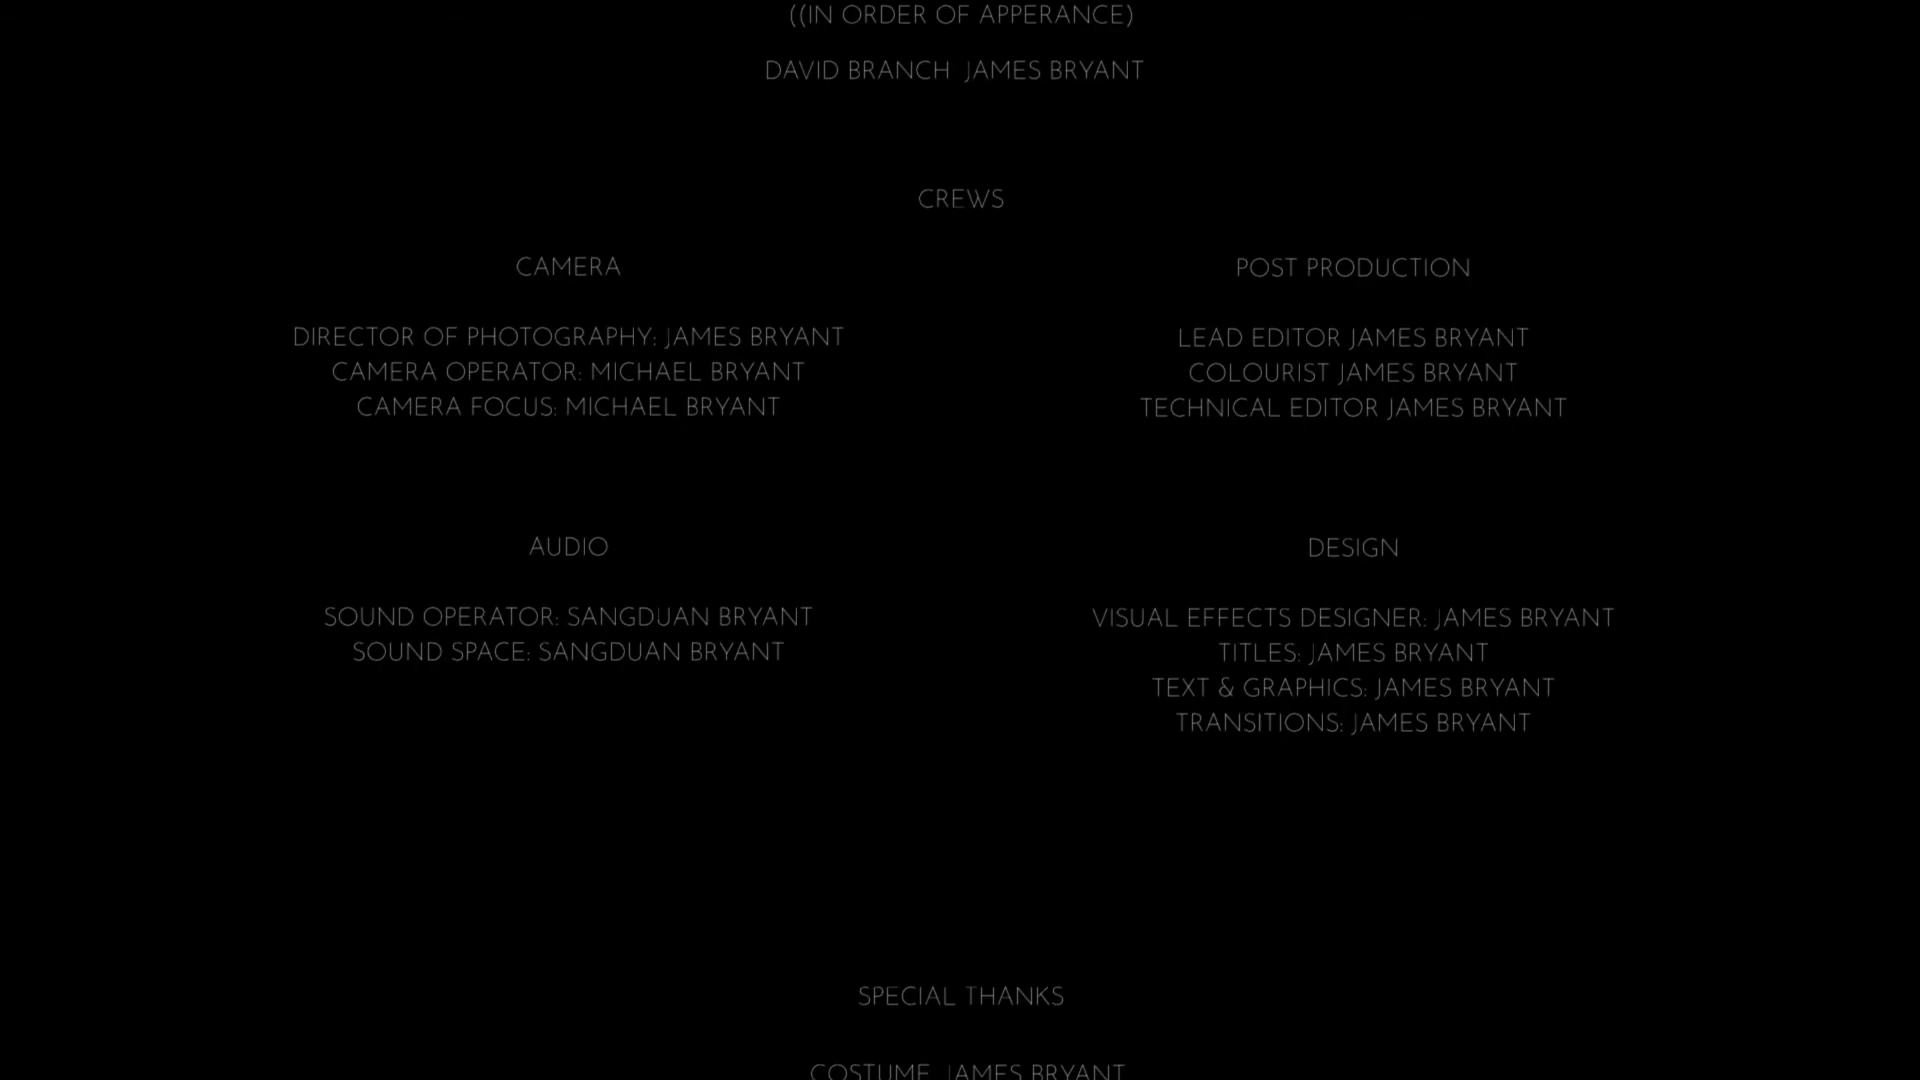 ((IN ORDER OF APPERANCE)
DAVID BRANCH JAMES BRYANT
CREWS
CAMERA
DIRECTOR OF PHOTOGRAPHY: JAMES BRYANT
CAMERA OPERATOR: MICHAEL BRYANT
CAMERA FOCUS: MICHAEL BRYANT
POST PRODUCTION
LEAD EDITOR JAMES BRYANT
COLOURIST JAMES BRYANT
TECHNICAL EDITOR JAMES BRYANT
AUDIO
SOUND OPERATOR: SANGDUAN BRYANT
SOUND SPACE: SANGDUAN BRYANT
DESIGN
VISUAL EFFECTS DESIGNER: JAMES BRYANT
TITLES: JAMES BRYANT
TEXT & GRAPHICS: JAMES BRYANT
TRANSITIONS: JAMES BRYANT
SPECIAL THANKS
COSTUME JAMES BRYANT